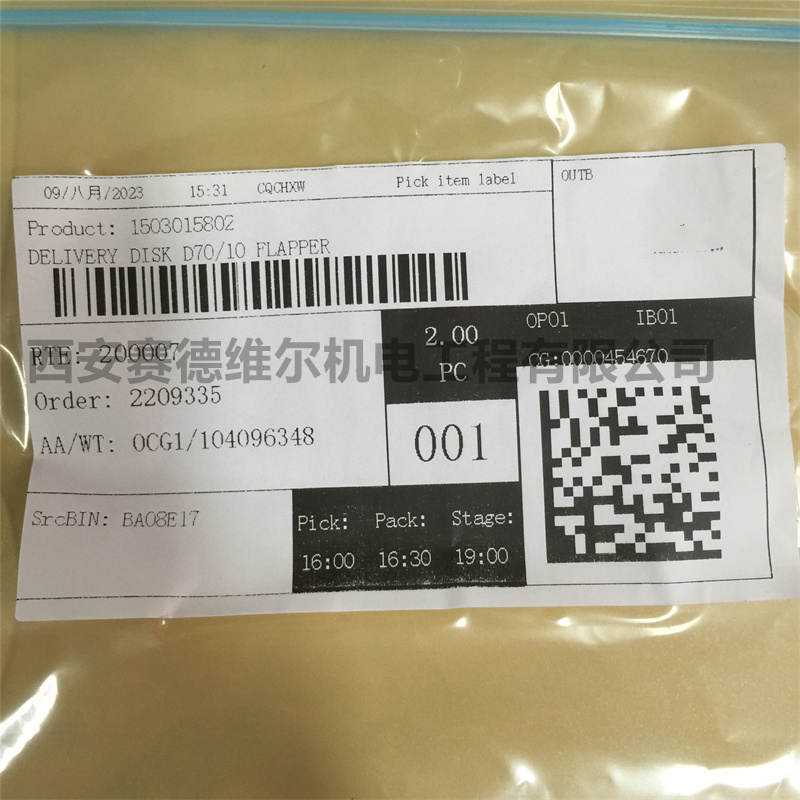 09/八月/2023 15:31 CQCHXW Pick item label OUTB
Product: 1503015802
DELIVERY DISK D70/10 FLAPPER
2.00 OP01 IB01
RTE: 200007 PC CG:0000454670
西安赛德维尔机电工程有限公司
Order: 2209335
AA/WT: OCG1/104096348 001
SrcBIN: BA08E17 Pick: Pack: Stage:
16:00 16:30 19:00